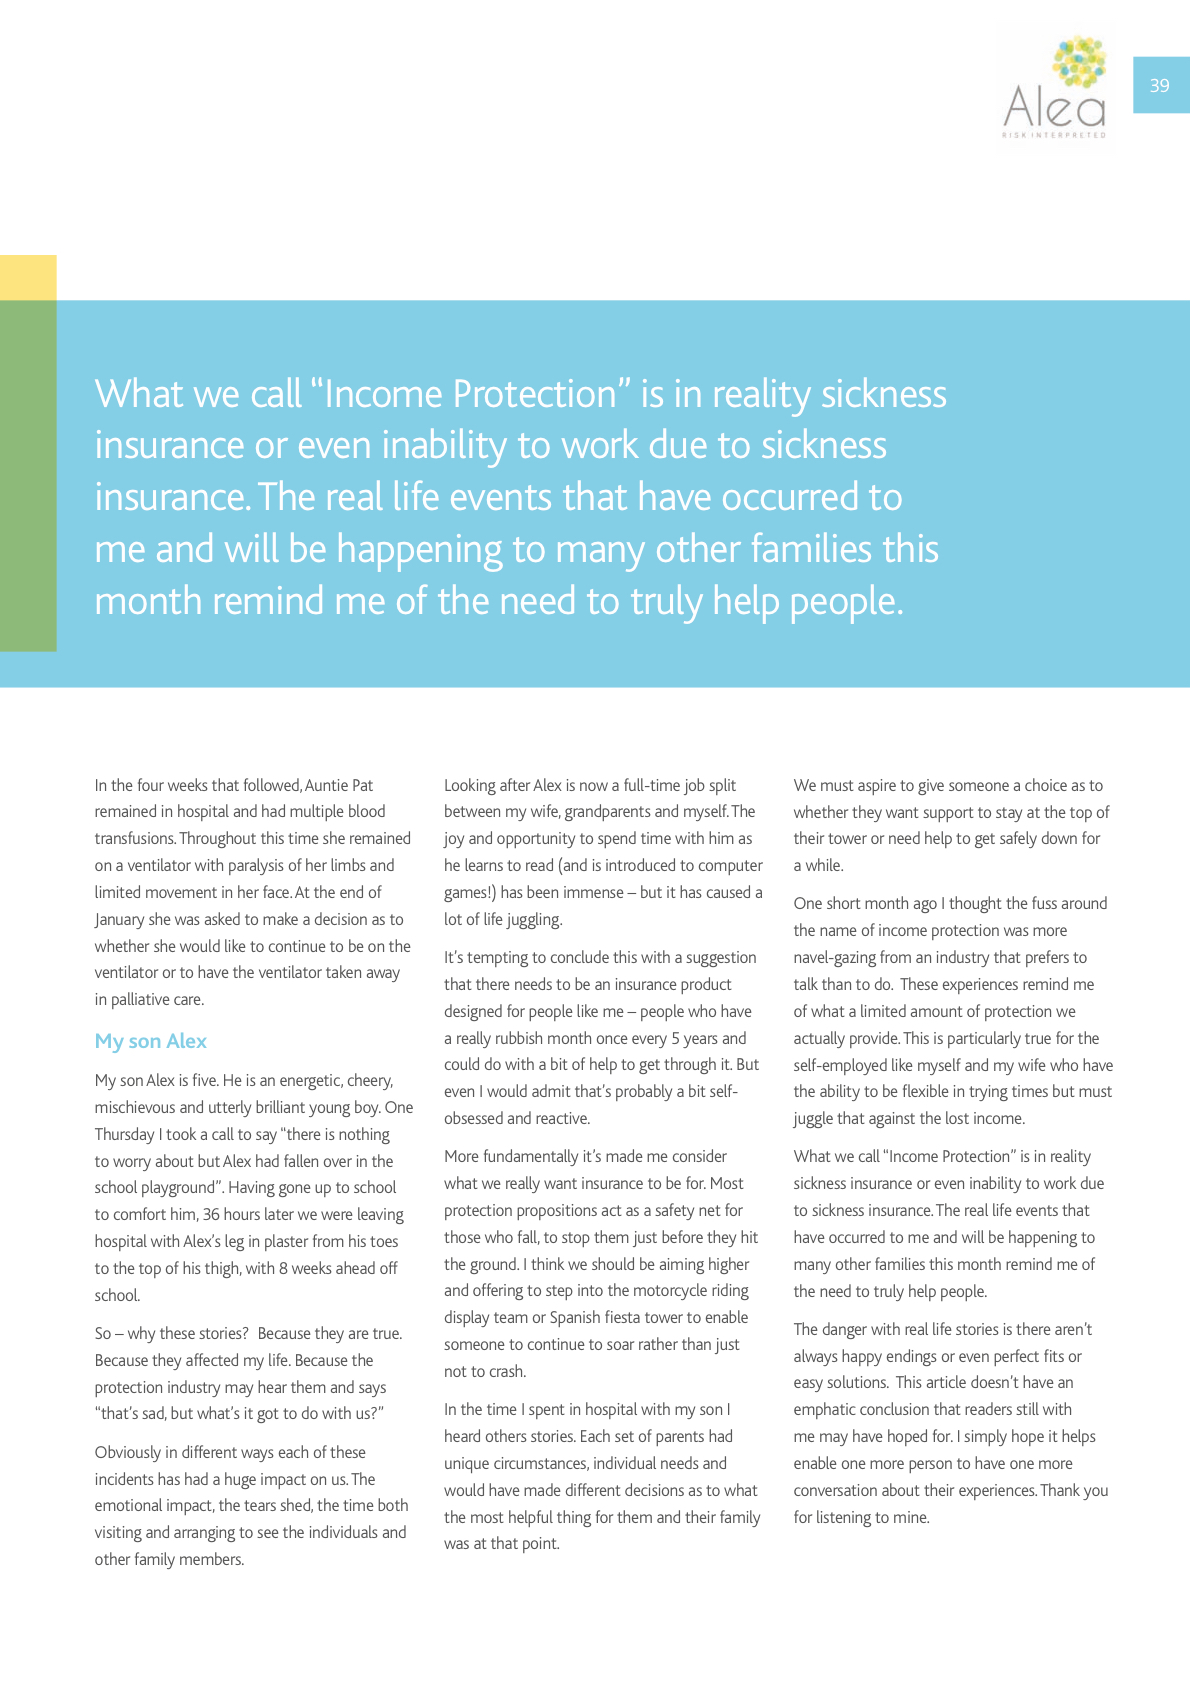 Alea
RISK INTERPRETED
39
What we call “Income Protection” is in reality sickness
insurance or even inability to work due to sickness
insurance. The real life events that have occurred to
me and will be happening to many other families this
month remind me of the need to truly help people.
In the four weeks that followed, Auntie Pat
remained in hospital and had multiple blood
transfusions. Throughout this time she remained
on a ventilator with paralysis of her limbs and
limited movement in her face. At the end of
January she was asked to make a decision as to
whether she would like to continue to be on the
ventilator or to have the ventilator taken away
in palliative care.
My son Alex
My son Alex is five. He is an energetic, cheery,
mischievous and utterly brilliant young boy. One
Thursday I took a call to say “there is nothing
to worry about but Alex had fallen over in the
school playground”. Having gone up to school
to comfort him, 36 hours later we were leaving
hospital with Alex’s leg in plaster from his toes
to the top of his thigh, with 8 weeks ahead off
school.
So – why these stories?  Because they are true.
Because they affected my life. Because the
protection industry may hear them and says
“that’s sad, but what’s it got to do with us?”
Obviously in different ways each of these
incidents has had a huge impact on us. The
emotional impact, the tears shed, the time both
visiting and arranging to see the individuals and
other family members.
Looking after Alex is now a full-time job split
between my wife, grandparents and myself. The
joy and opportunity to spend time with him as
he learns to read (and is introduced to computer
games!) has been immense – but it has caused a
lot of life juggling.
It’s tempting to conclude this with a suggestion
that there needs to be an insurance product
designed for people like me – people who have
a really rubbish month once every 5 years and
could do with a bit of help to get through it. But
even I would admit that’s probably a bit self-
obsessed and reactive.
More fundamentally it’s made me consider
what we really want insurance to be for. Most
protection propositions act as a safety net for
those who fall, to stop them just before they hit
the ground. I think we should be aiming higher
and offering to step into the motorcycle riding
display team or Spanish fiesta tower to enable
someone to continue to soar rather than just
not to crash.
In the time I spent in hospital with my son I
heard others stories. Each set of parents had
unique circumstances, individual needs and
would have made different decisions as to what
the most helpful thing for them and their family
was at that point.
We must aspire to give someone a choice as to
whether they want support to stay at the top of
their tower or need help to get safely down for
a while.
One short month ago I thought the fuss around
the name of income protection was more
navel-gazing from an industry that prefers to
talk than to do.  These experiences remind me
of what a limited amount of protection we
actually provide. This is particularly true for the
self-employed like myself and my wife who have
the ability to be flexible in trying times but must
juggle that against the lost income.
What we call “Income Protection” is in reality
sickness insurance or even inability to work due
to sickness insurance. The real life events that
have occurred to me and will be happening to
many other families this month remind me of
the need to truly help people.
The danger with real life stories is there aren’t
always happy endings or even perfect fits or
easy solutions.  This article doesn’t have an
emphatic conclusion that readers still with
me may have hoped for. I simply hope it helps
enable one more person to have one more
conversation about their experiences. Thank you
for listening to mine.